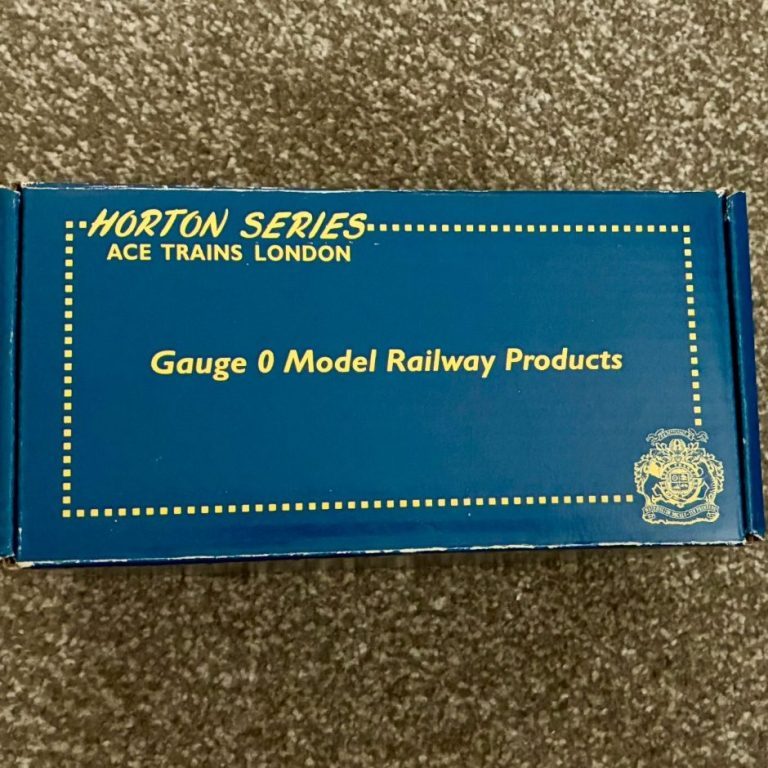 HORTON SERIES
ACE TRAINS LONDON
Gauge 0 Model Railway Products